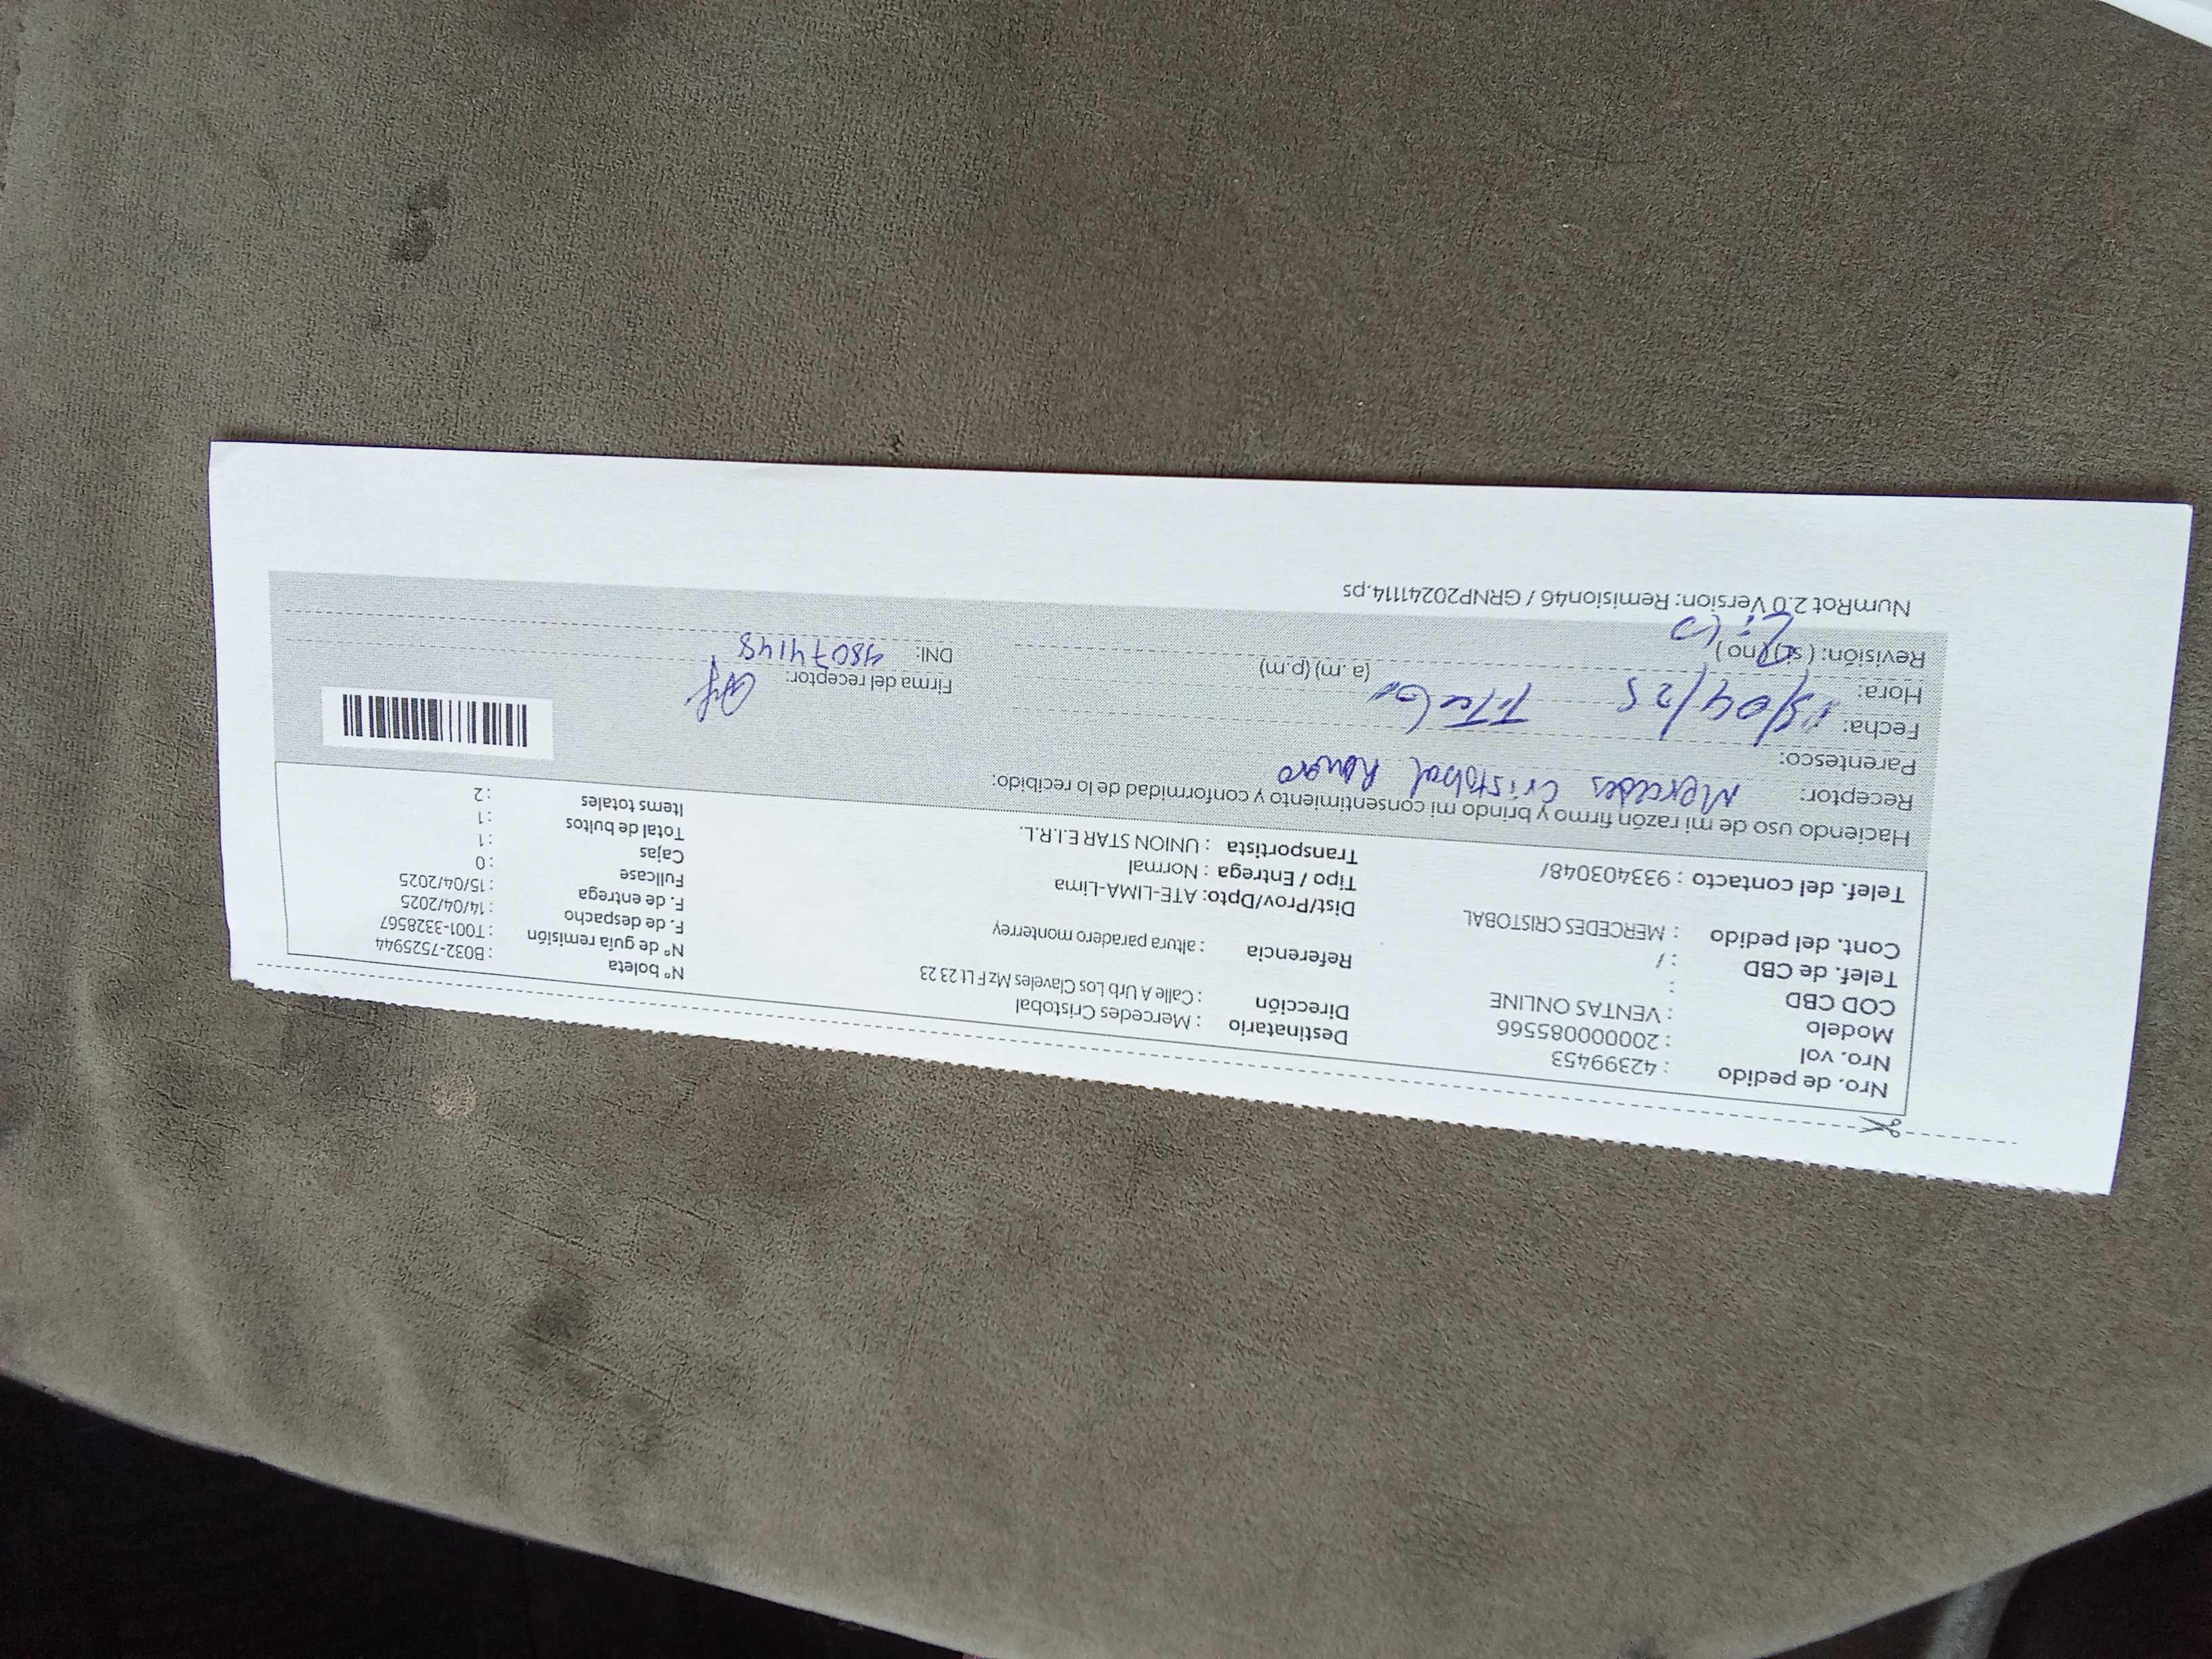 Nro. de pedido : 42399453
Nro. vol : 20000085566
Modelo : VENTAS ONLINE
COD CBD :
Telef. de CBD : /
Cont. del pedido : MERCEDES CRISTOBAL
Telef. del contacto : 933403048/
Destinatario : Mercedes Cristobal
Dirección : Calle A Urb Los Claveles Mz F Lt 23 23
Referencia : altura paradero monterrey
Dist/Prov/Dpto: ATE-LIMA-Lima
Tipo / Entrega : Normal
Transportista : UNION STAR E.I.R.L.
N° boleta : B032-7525944
N° de guía remisión : T001-3328567
F. de despacho : 14/04/2025
F. de entrega : 15/04/2025
Fullcase : 0
Cajas : 1
Total de bultos : 1
Items totales : 2
Haciendo uso de mi razón firmo y brindo mi consentimiento y conformidad de lo recibido:
Receptor: Mercedes Cristobal Romero
Parentesco: Titular
Fecha: /04/25
Hora: (a.m) (p.m)
Revisión: (si) (no)
Firma del receptor:
DNI: 48074148
NumRot 2.0 Version: Remision46 / GRNP20241114.ps